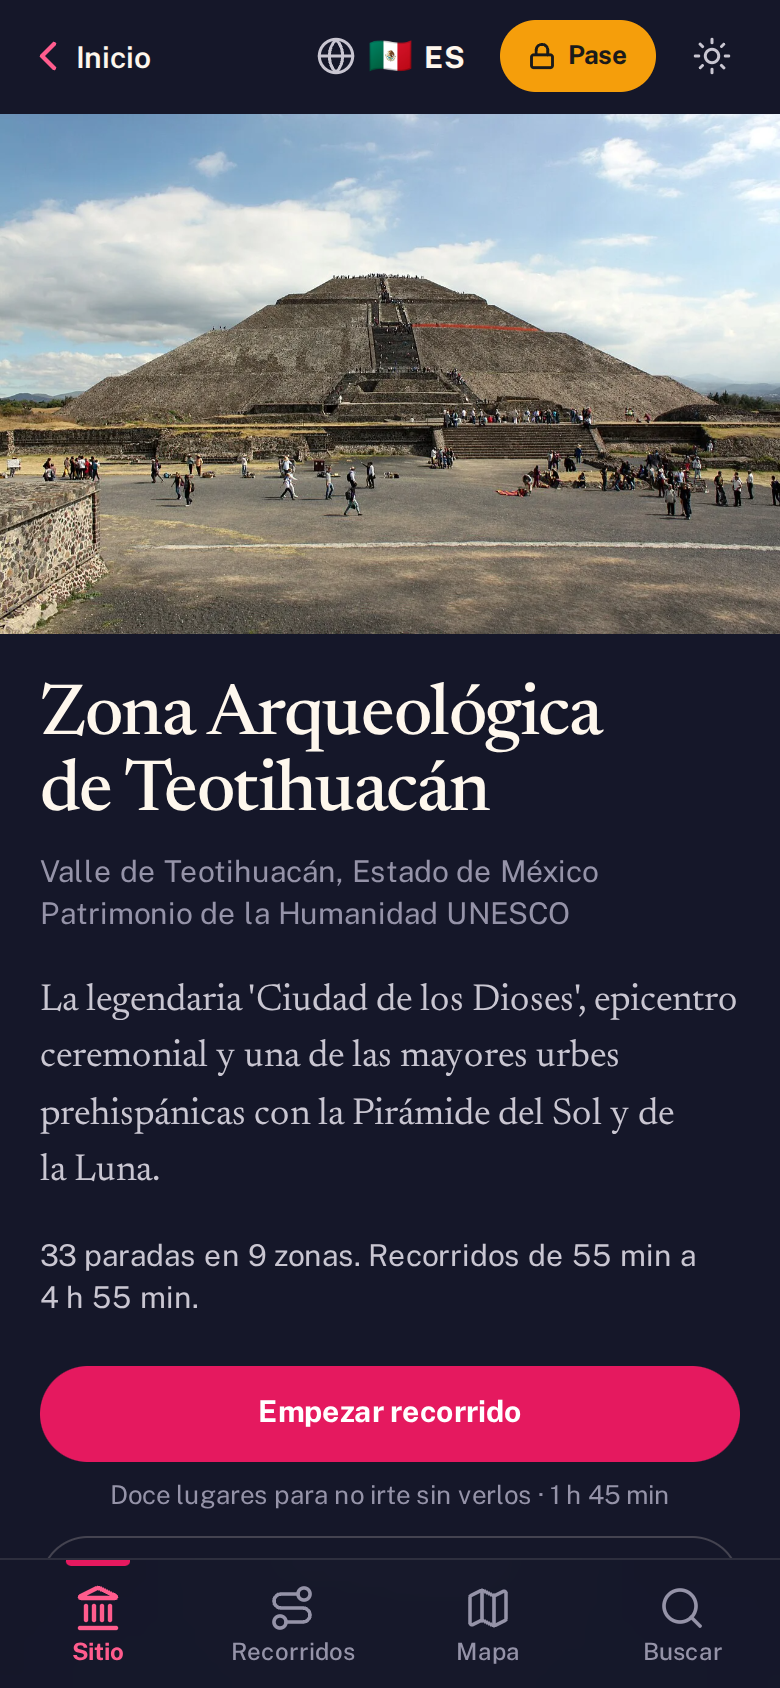 Inicio
ES
Pase
Zona Arqueológica
de Teotihuacán
Valle de Teotihuacán, Estado de México
Patrimonio de la Humanidad UNESCO
La legendaria 'Ciudad de los Dioses', epicentro
ceremonial y una de las mayores urbes
prehispánicas con la Pirámide del Sol y de
la Luna.
33 paradas en 9 zonas. Recorridos de 55 min a
4 h 55 min.
Empezar recorrido
Doce lugares para no irte sin verlos · 1 h 45 min
Sitio
Recorridos
Mapa
Buscar